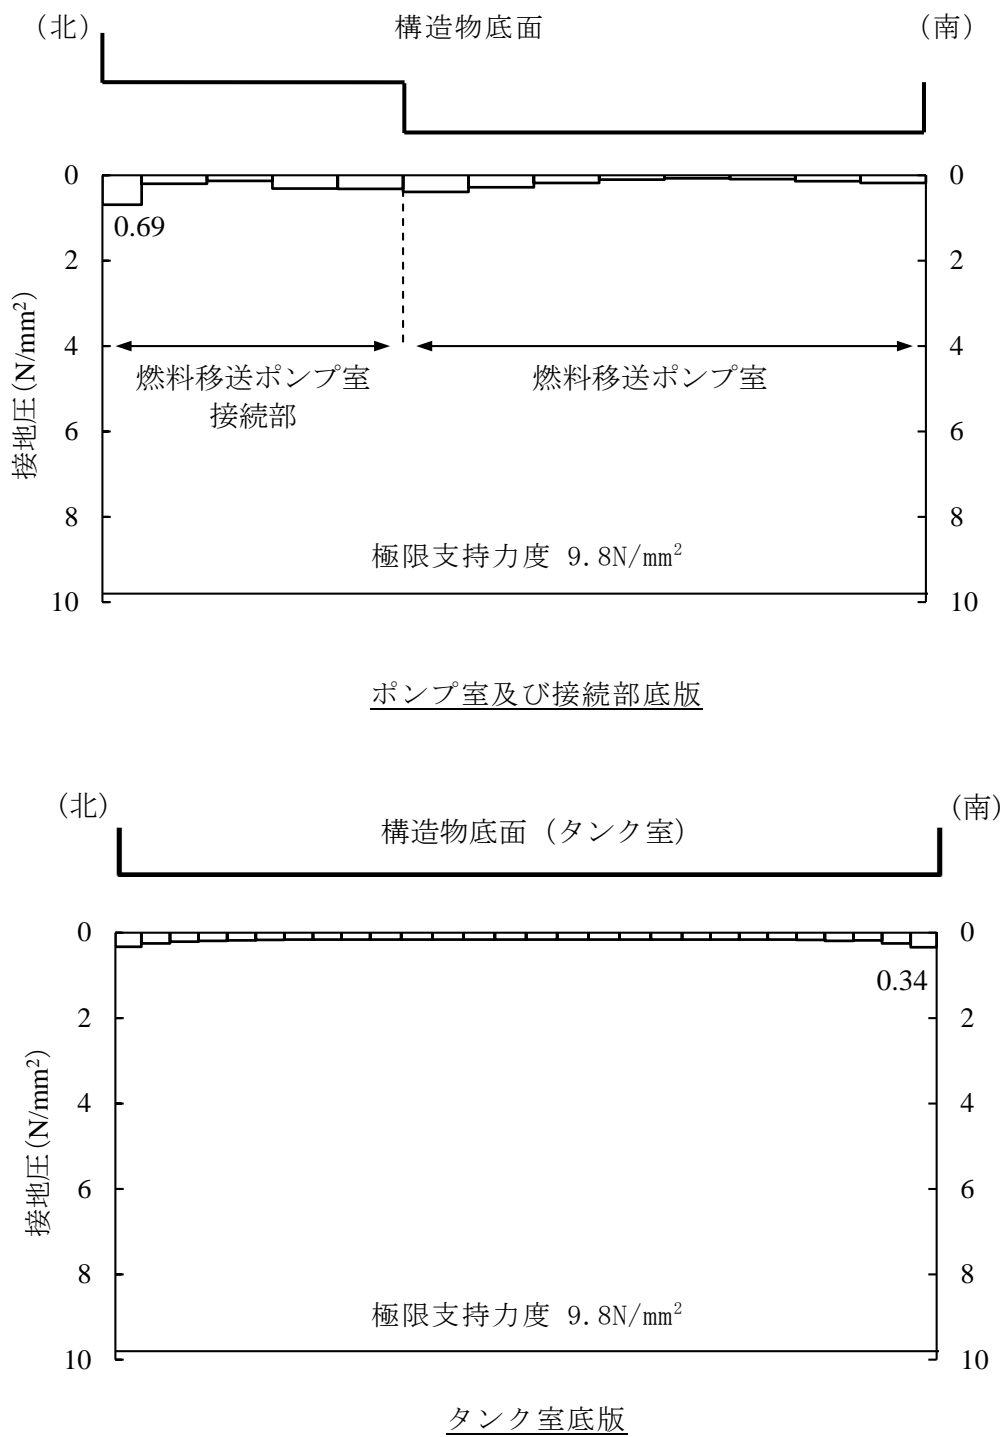 (北) 構造物底面 (南)
0 0
0.69
2 2
接地圧(N/mm²)
4 4
燃料移送ポンプ室 燃料移送ポンプ室
接続部
6 6
8 8
極限支持力度 9.8N/mm²
10 10
ポンプ室及び接続部底版
(北) 構造物底面（タンク室） (南)
0 0
0.34
2 2
接地圧(N/mm²)
4 4
6 6
8 8
極限支持力度 9.8N/mm²
10 10
タンク室底版